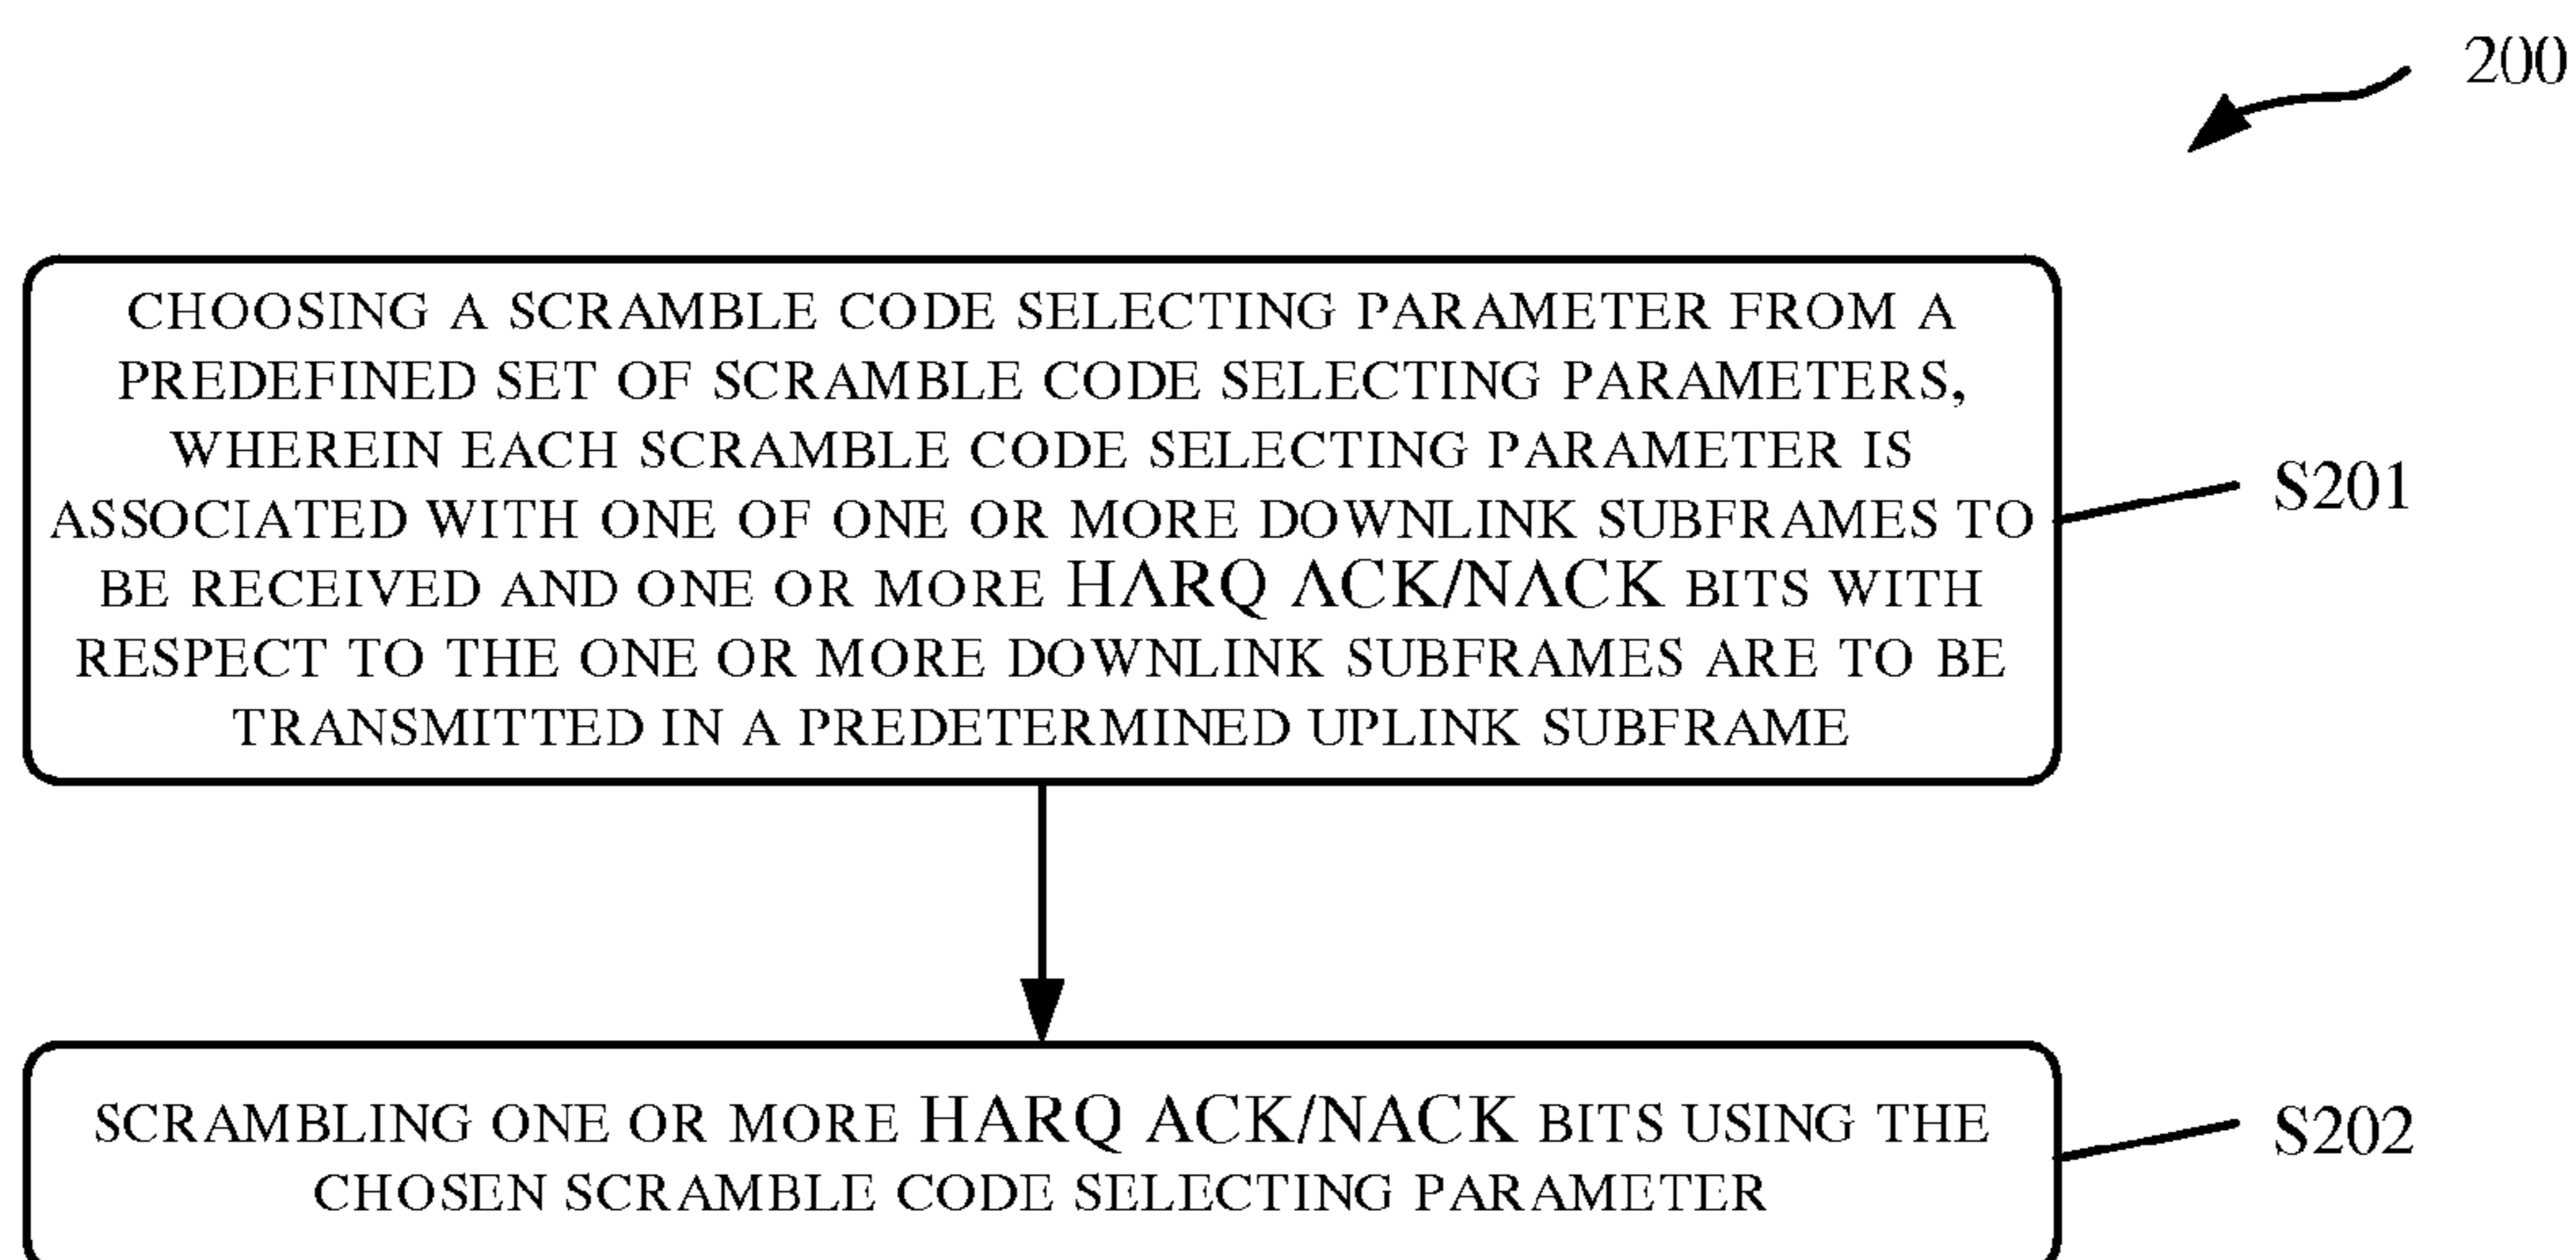 200
CHOOSING A SCRAMBLE CODE SELECTING PARAMETER FROM A
PREDEFINED SET OF SCRAMBLE CODE SELECTING PARAMETERS,
WHEREIN EACH SCRAMBLE CODE SELECTING PARAMETER IS
ASSOCIATED WITH ONE OF ONE OR MORE DOWNLINK SUBFRAMES TO
BE RECEIVED AND ONE OR MORE HARQ ACK/NACK BITS WITH
RESPECT TO THE ONE OR MORE DOWNLINK SUBFRAMES ARE TO BE
TRANSMITTED IN A PREDETERMINED UPLINK SUBFRAME
S201
SCRAMBLING ONE OR MORE HARQ ACK/NACK BITS USING THE
CHOSEN SCRAMBLE CODE SELECTING PARAMETER
S202